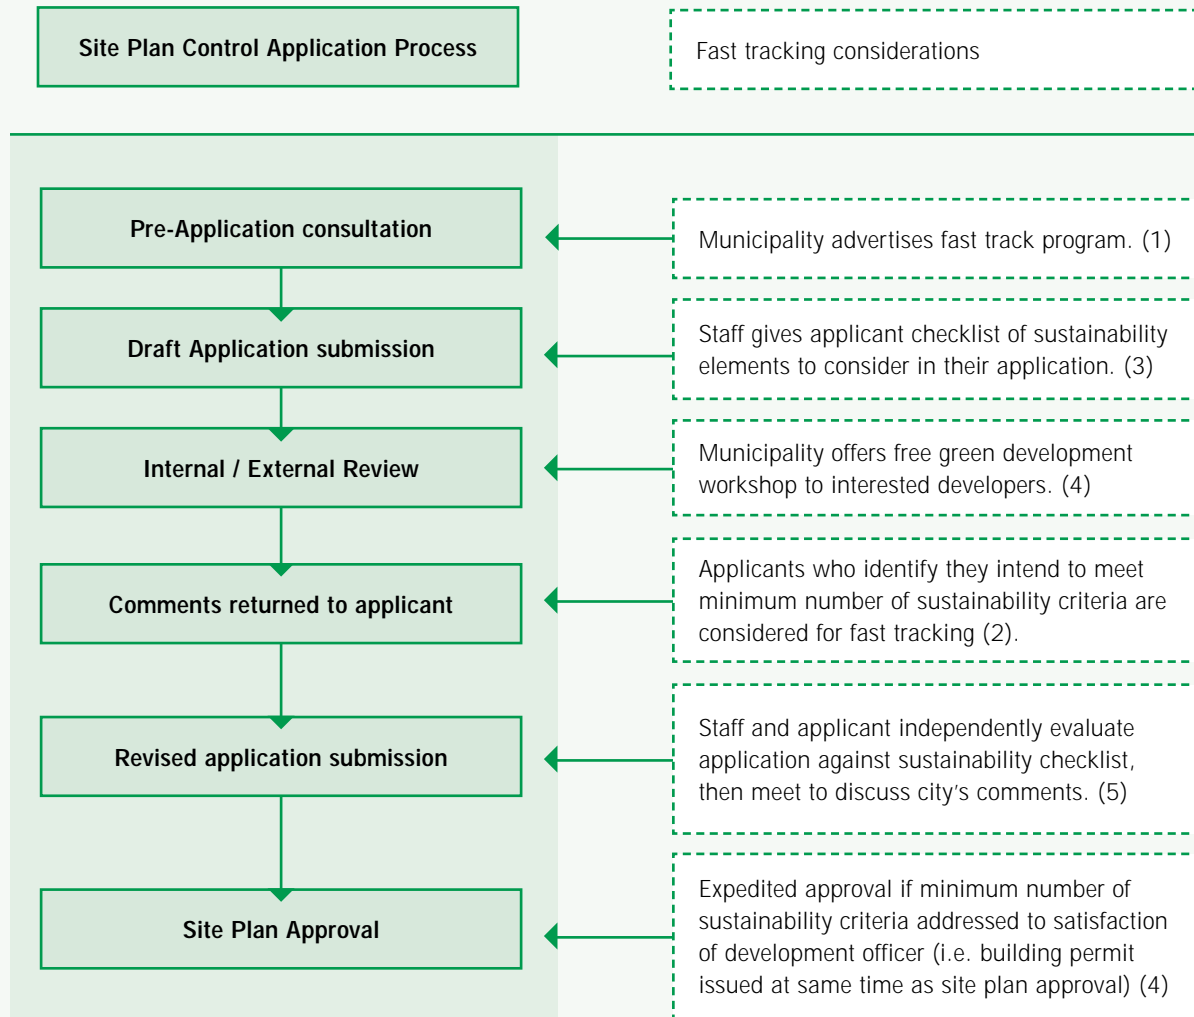 Site Plan Control Application Process
Fast tracking considerations
Pre-Application consultation
Municipality advertises fast track program. (1)
Draft Application submission
Staff gives applicant checklist of sustainability
elements to consider in their application. (3)
Internal / External Review
Municipality offers free green development
workshop to interested developers. (4)
Comments returned to applicant
Applicants who identify they intend to meet
minimum number of sustainability criteria are
considered for fast tracking (2).
Revised application submission
Staff and applicant independently evaluate
application against sustainability checklist,
then meet to discuss city’s comments. (5)
Site Plan Approval
Expedited approval if minimum number of
sustainability criteria addressed to satisfaction
of development officer (i.e. building permit
issued at same time as site plan approval) (4)